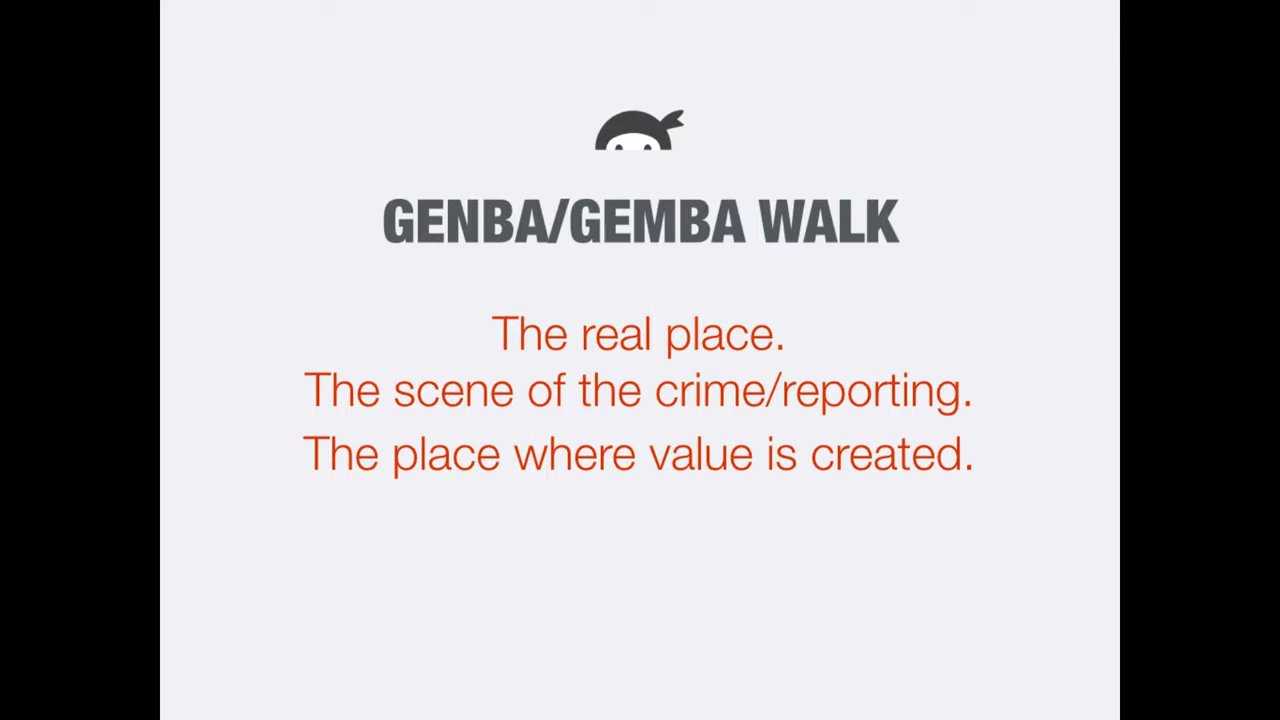 GENBA/GEMBA WALK
The real place.
The scene of the crime/reporting.
The place where value is created.